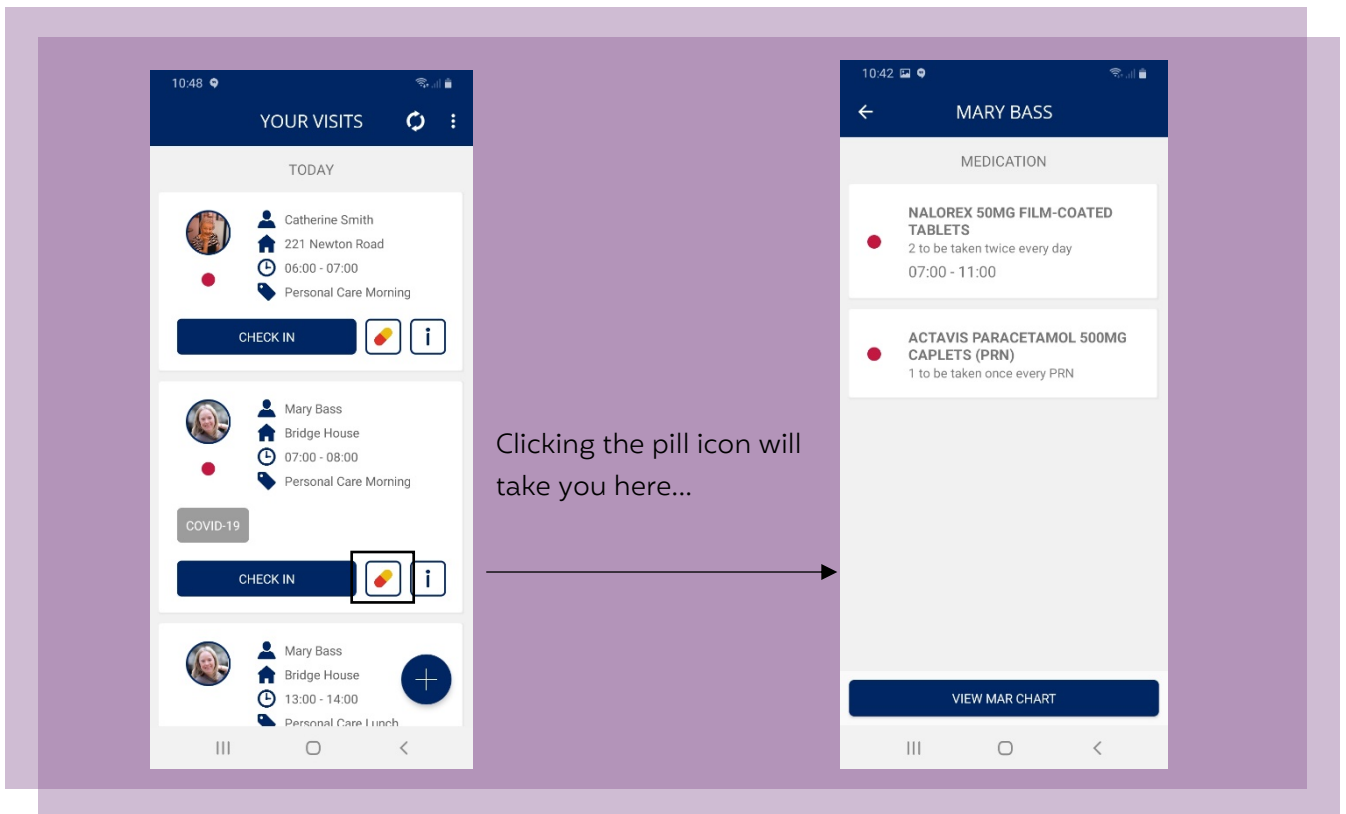 10:48
YOUR VISITS
TODAY
Catherine Smith
221 Newton Road
06:00 - 07:00
Personal Care Morning
CHECK IN
i
Mary Bass
Bridge House
07:00 - 08:00
Personal Care Morning
COVID-19
CHECK IN
i
Mary Bass
Bridge House
13:00 - 14:00
Personal Care Lunch
Clicking the pill icon will
take you here...
10:42
MARY BASS
MEDICATION
NALOREX 50MG FILM-COATED
TABLETS
2 to be taken twice every day
07:00 - 11:00
ACTAVIS PARACETAMOL 500MG
CAPLETS (PRN)
1 to be taken once every PRN
VIEW MAR CHART